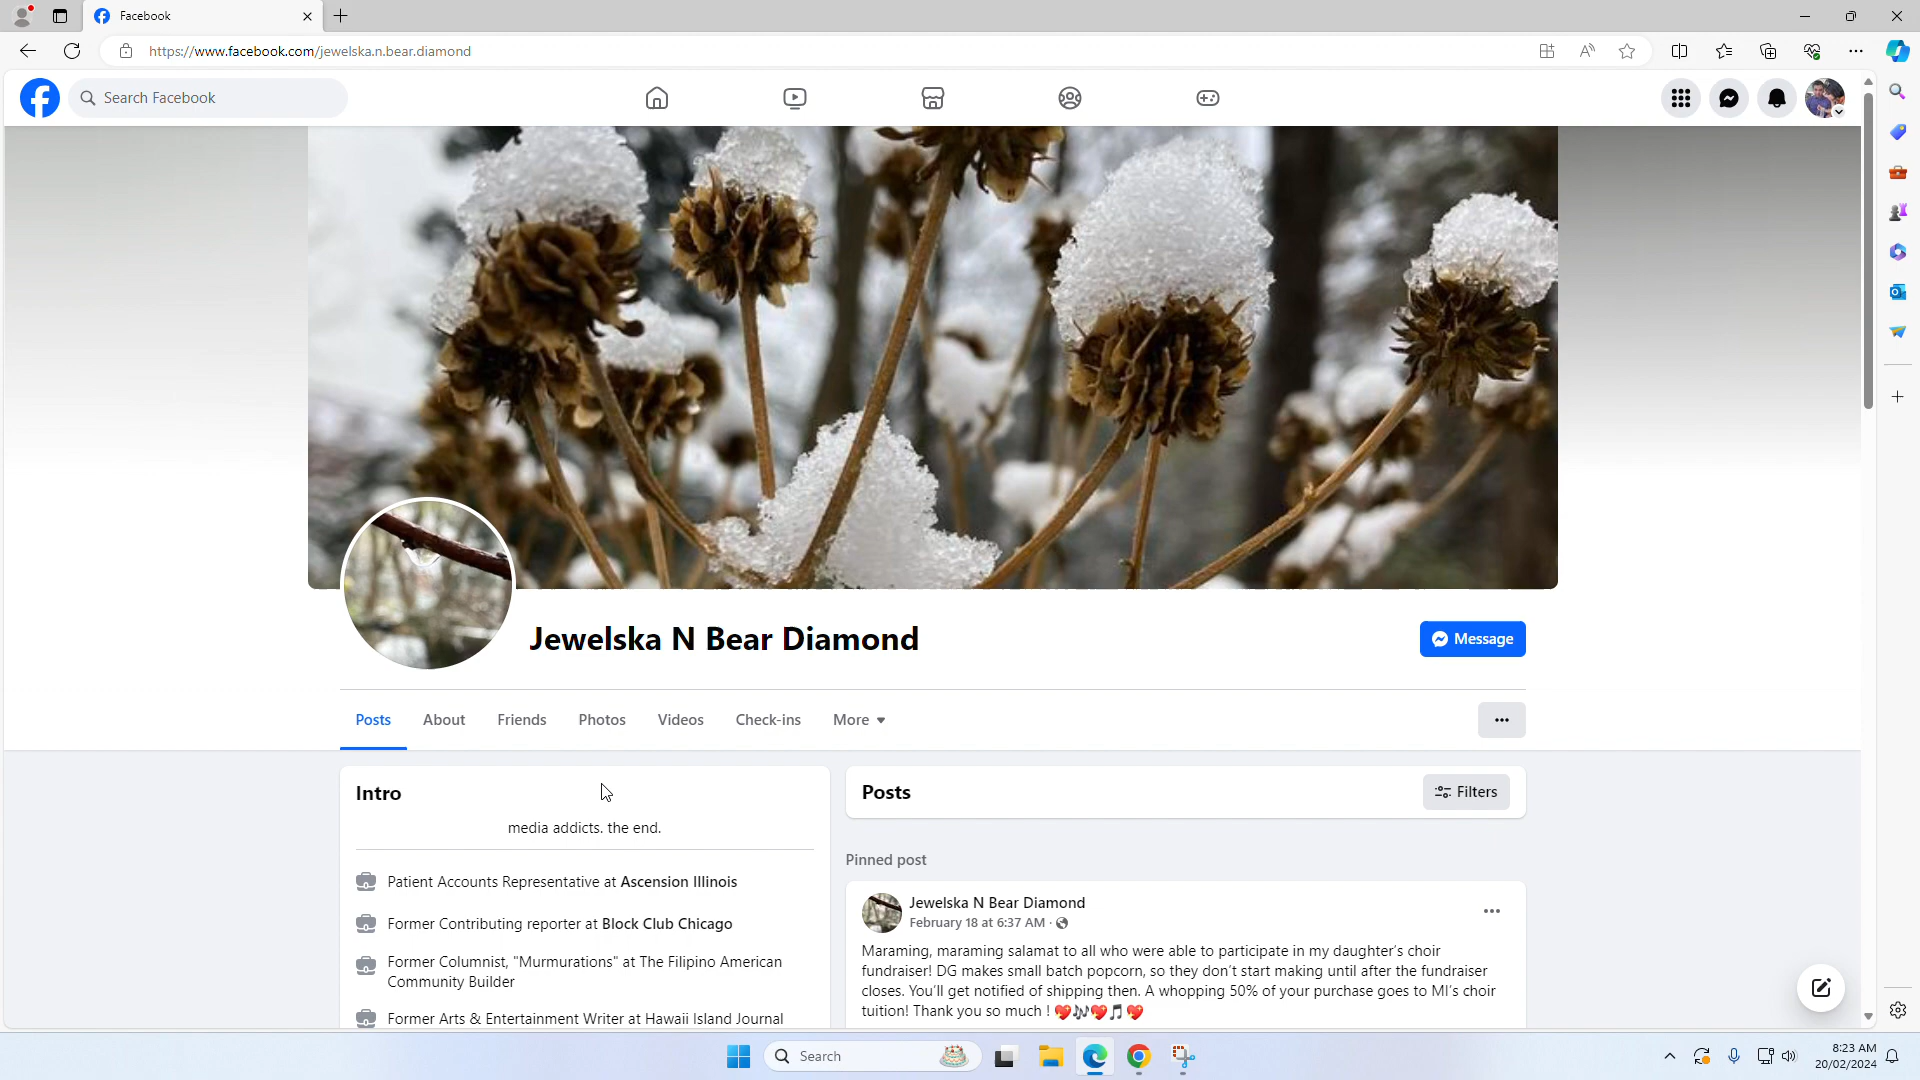 Facebook
https://www.facebook.com/jewelska.n.bear.diamond
Search Facebook
Jewelska N Bear Diamond
Message
Posts About Friends Photos Videos Check-ins More
Intro
media addicts. the end.
Patient Accounts Representative at Ascension Illinois
Former Contributing reporter at Block Club Chicago
Former Columnist, "Murmurations" at The Filipino American
Community Builder
Former Arts & Entertainment Writer at Hawaii Island Journal
Posts
Filters
Pinned post
Jewelska N Bear Diamond
February 18 at 6:37 AM ·
Maraming, maraming salamat to all who were able to participate in my daughter's choir
fundraiser! DG makes small batch popcorn, so they don't start making until after the fundraiser
closes. You'll get notified of shipping then. A whopping 50% of your purchase goes to MI's choir
tuition! Thank you so much ! 💖🎶💖🎵💖
Search
8:23 AM
20/02/2024